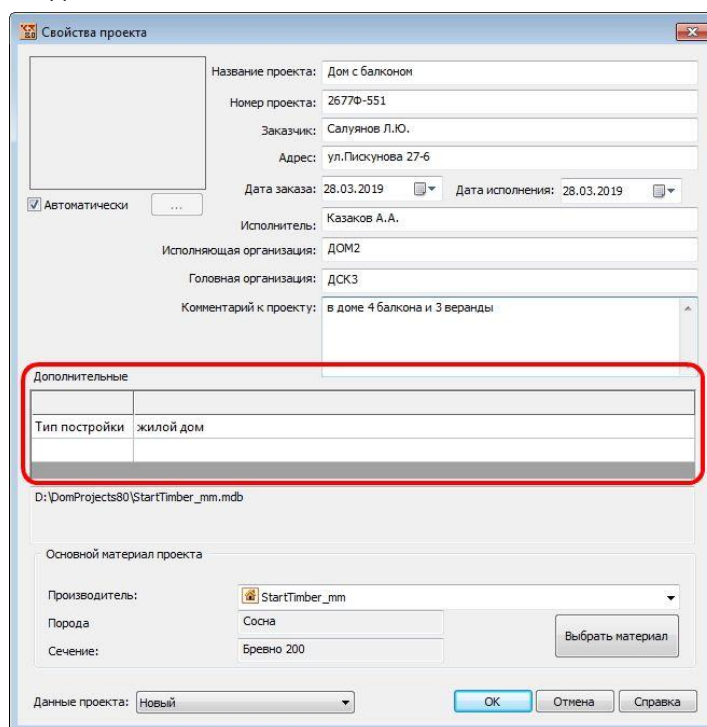 Свойства проекта
Название проекта: Дом с балконом
Номер проекта: 2677Ф-551
Заказчик: Салуянов Л.Ю.
Адрес: ул.Пискунова 27-6
Дата заказа: 28.03.2019 Дата исполнения: 28.03.2019
Автоматически ...
Исполнитель: Казаков А.А.
Исполняющая организация: ДОМ2
Головная организация: ДСК3
Комментарий к проекту: в доме 4 балкона и 3 веранды
Дополнительные
Тип постройки жилой дом
D:\DomProjects80\StartTimber_mm.mdb
Основной материал проекта
Производитель: StartTimber_mm
Порода Сосна
Выбрать материал
Сечение: Бревно 200
Данные проекта: Новый OK Отмена Справка